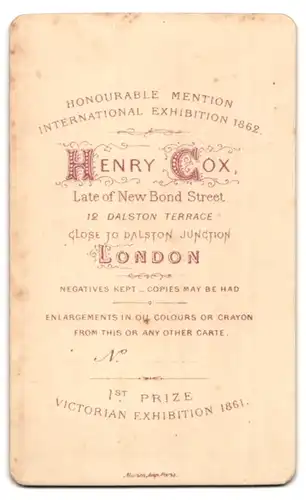 HONOURABLE MENTION
INTERNATIONAL EXHIBITION 1862.
HENRY COX,
Late of New Bond Street
12 DALSTON TERRACE
CLOSE TO DALSTON JUNCTION
LONDON
NEGATIVES KEPT _ COPIES MAY BE HAD
ENLARGEMENTS IN OIL COLOURS OR CRAYON
FROM THIS OR ANY OTHER CARTE.
No.
1ST PRIZE
VICTORIAN EXHIBITION 1861.
Paris.